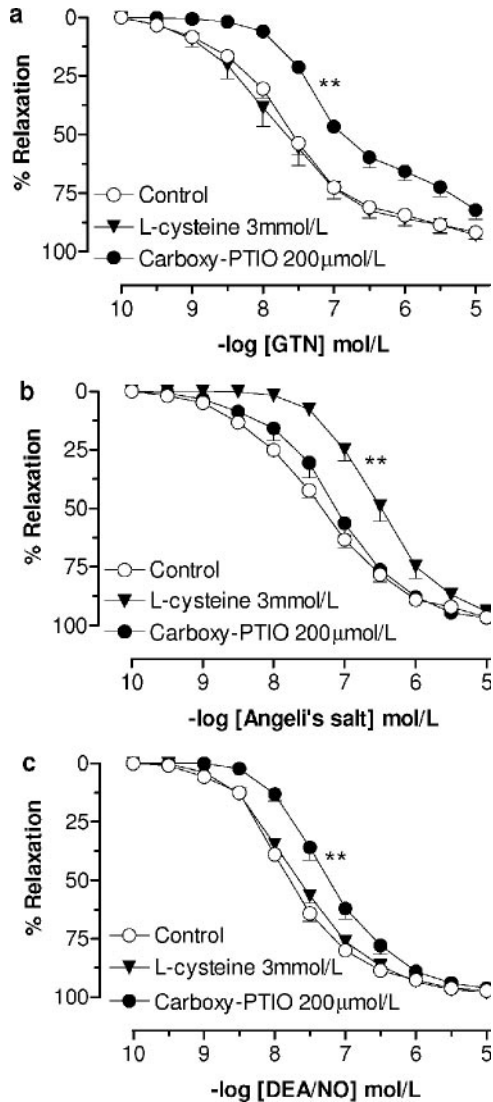 a
0
25
50
75
100
% Relaxation
**
Control
L-cysteine 3mmol/L
Carboxy-PTIO 200μmol/L
10 9 8 7 6 5
-log [GTN] mol/L
b
0
25
50
75
100
% Relaxation
**
Control
L-cysteine 3mmol/L
Carboxy-PTIO 200μmol/L
10 9 8 7 6 5
-log [Angeli's salt] mol/L
c
0
25
50
75
100
% Relaxation
**
Control
L-cysteine 3mmol/L
Carboxy-PTIO 200μmol/L
10 9 8 7 6 5
-log [DEA/NO] mol/L